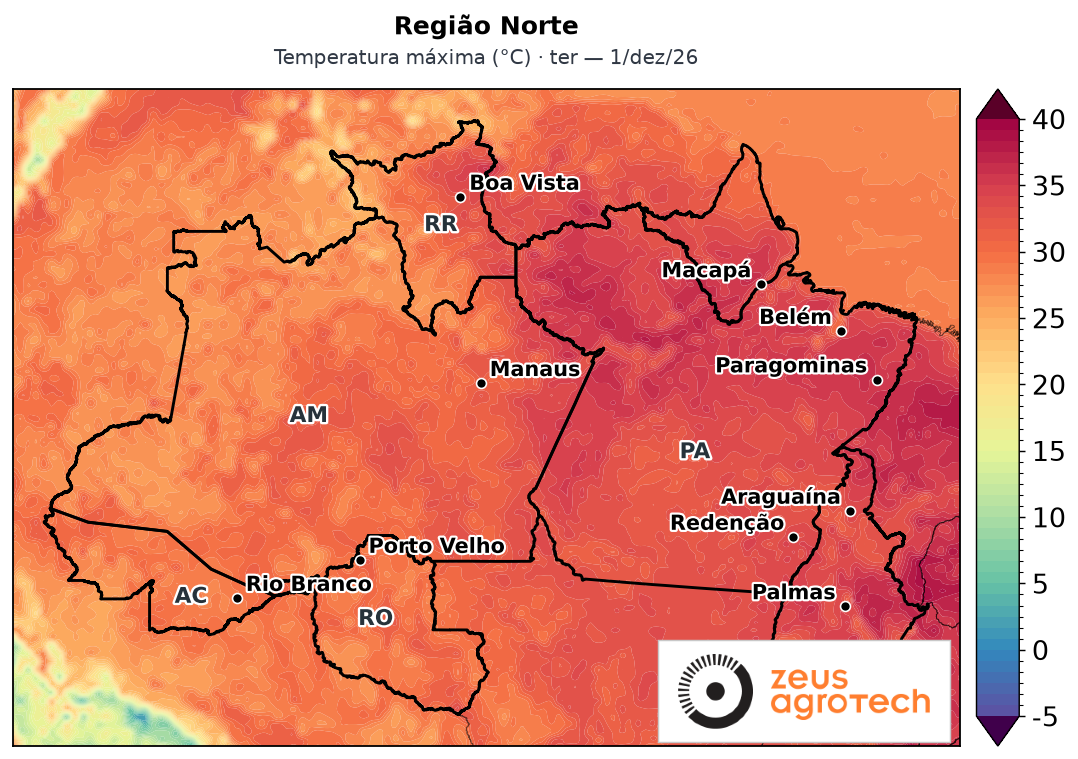 Região Norte
Temperatura máxima (°C) · ter — 1/dez/26
Boa Vista
RR
Macapá
Belém
Paragominas
Manaus
AM
PA
Araguaína
Redenção
Porto Velho
Rio Branco
AC
RO
Palmas
zeus
agrotech
40
35
30
25
20
15
10
5
0
-5